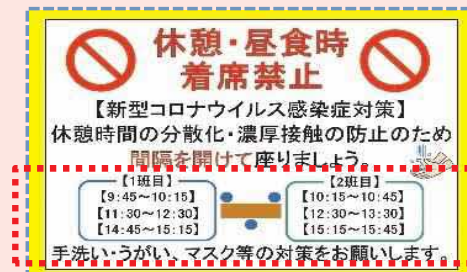 休憩・昼食時
着席禁止
【新型コロナウイルス感染症対策】
休憩時間の分散化・濃厚接触の防止のため
間隔を開けて座りましょう。
【1班目】
【9:45～10:15】
【11:30～12:30】
【14:45～15:15】
【2班目】
【10:15～10:45】
【12:30～13:30】
【15:15～15:45】
手洗い・うがい、マスク等の対策をお願いします。